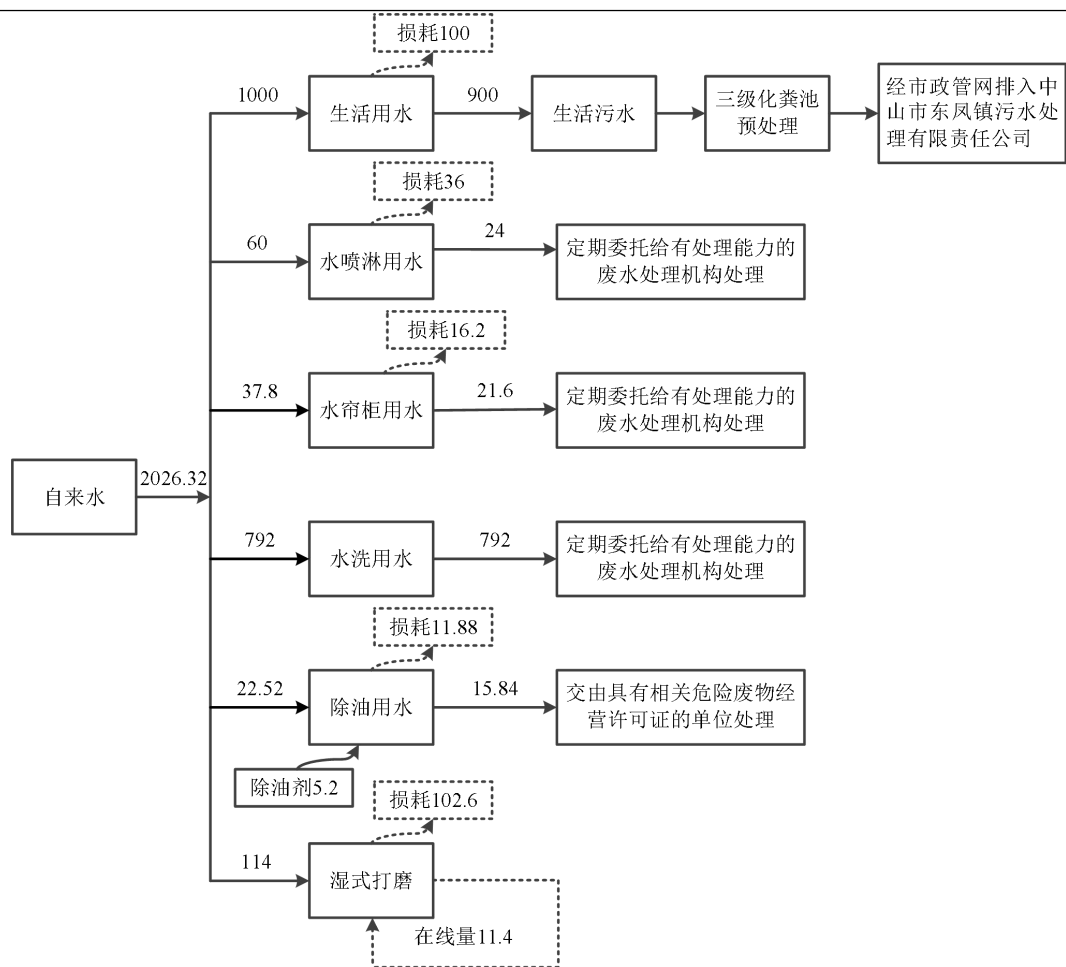 损耗100
1000
生活用水
900
生活污水
三级化粪池
预处理
经市政管网排入中
山市东凤镇污水处
理有限责任公司
损耗36
60
水喷淋用水
24
定期委托给有处理能力的
废水处理机构处理
损耗16.2
37.8
水帘柜用水
21.6
定期委托给有处理能力的
废水处理机构处理
自来水
2026.32
792
水洗用水
792
定期委托给有处理能力的
废水处理机构处理
损耗11.88
22.52
除油用水
15.84
交由具有相关危险废物经
营许可证的单位处理
除油剂5.2
损耗102.6
114
湿式打磨
在线量11.4